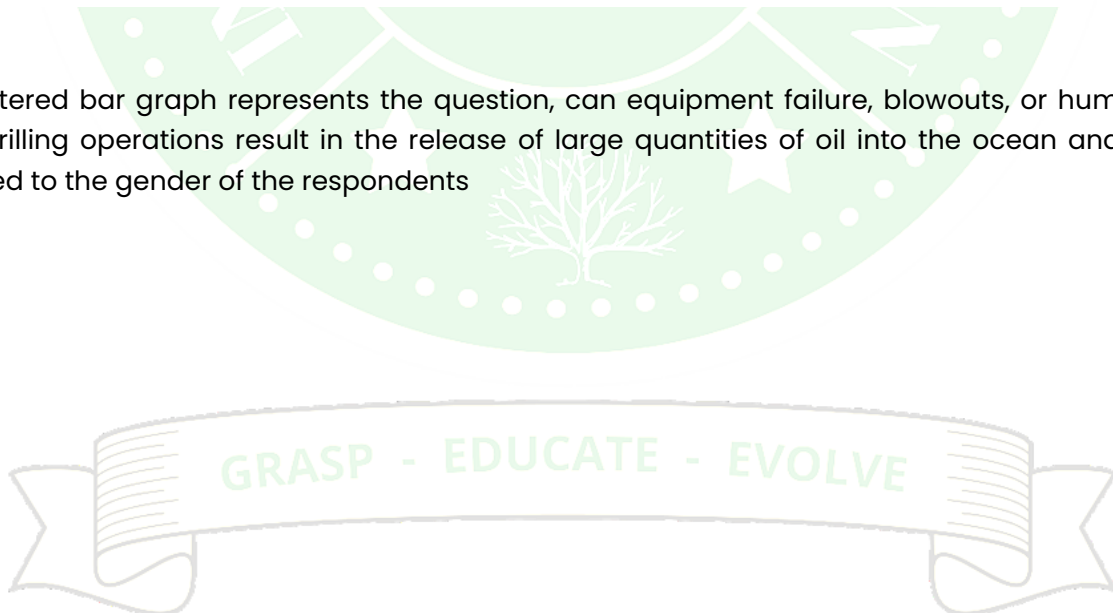 tered bar graph represents the question, can equipment failure, blowouts, or hum
rilling operations result in the release of large quantities of oil into the ocean and
ed to the gender of the respondents
GRASP - EDUCATE - EVOLVE